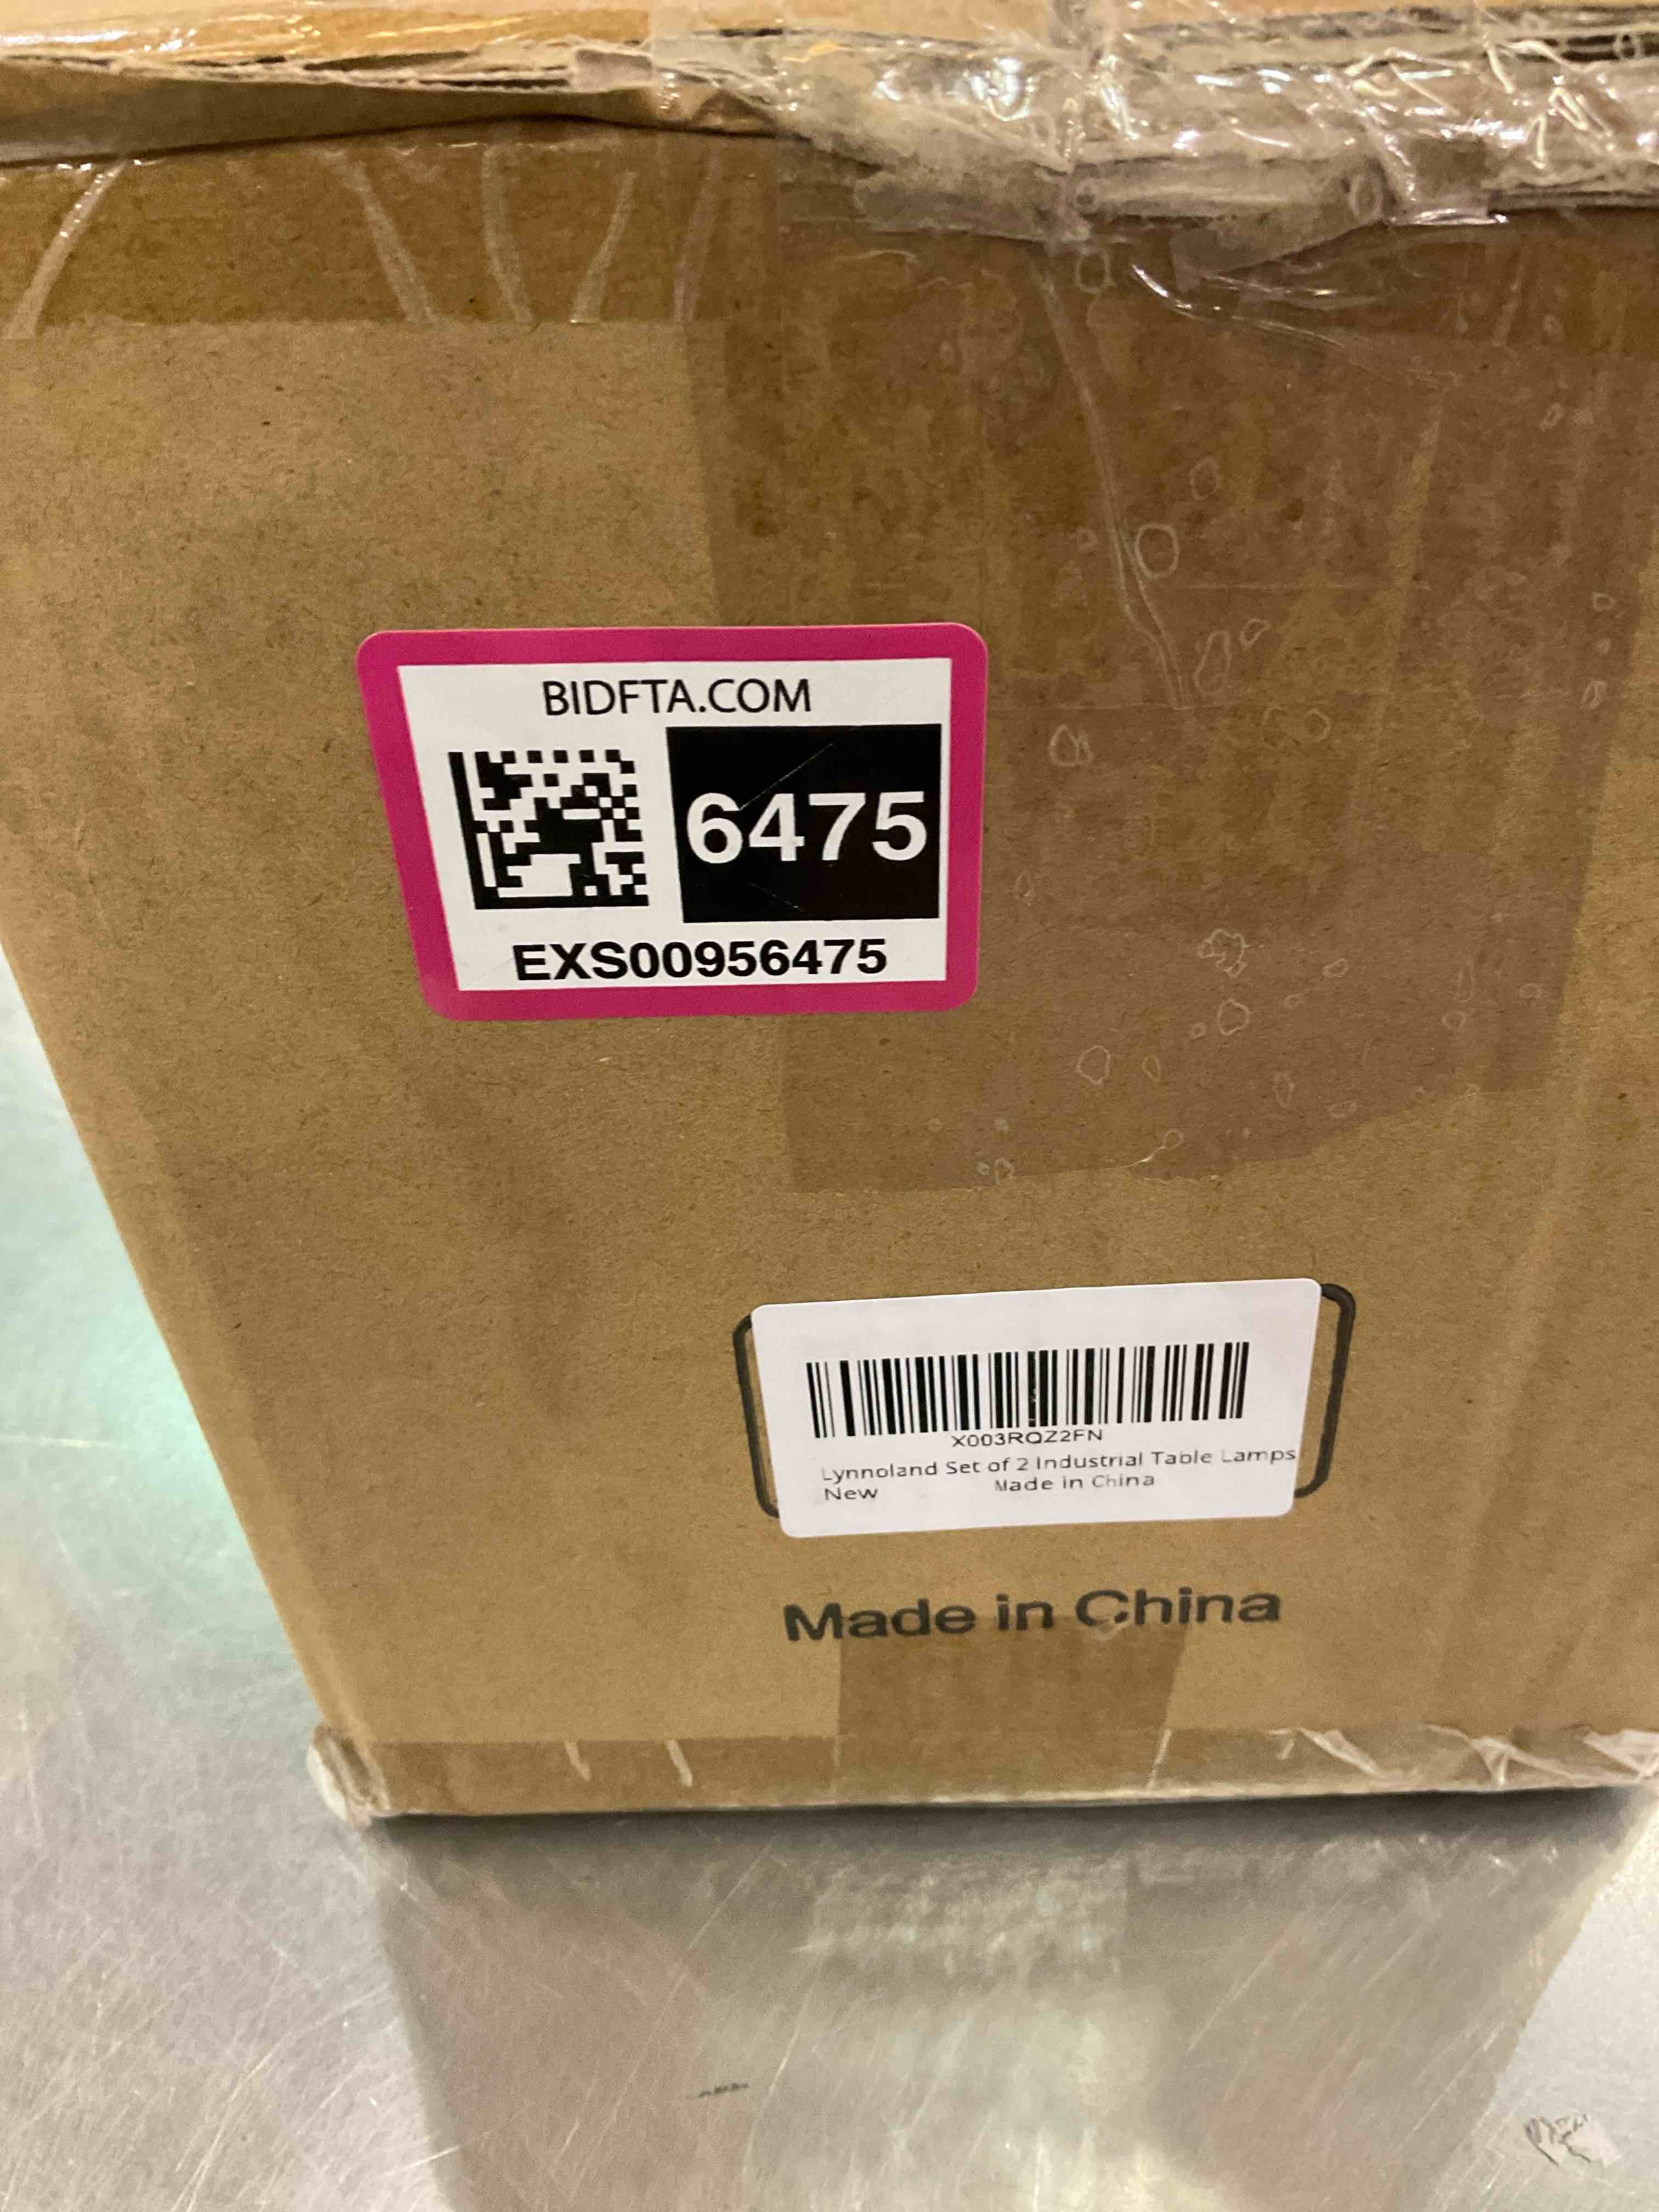 BIDFTA.COM
6475
EXS00956475
X003RQZ2FN
Lynnoland Set of 2 Industrial Table Lamps
New Made in China
Made in China